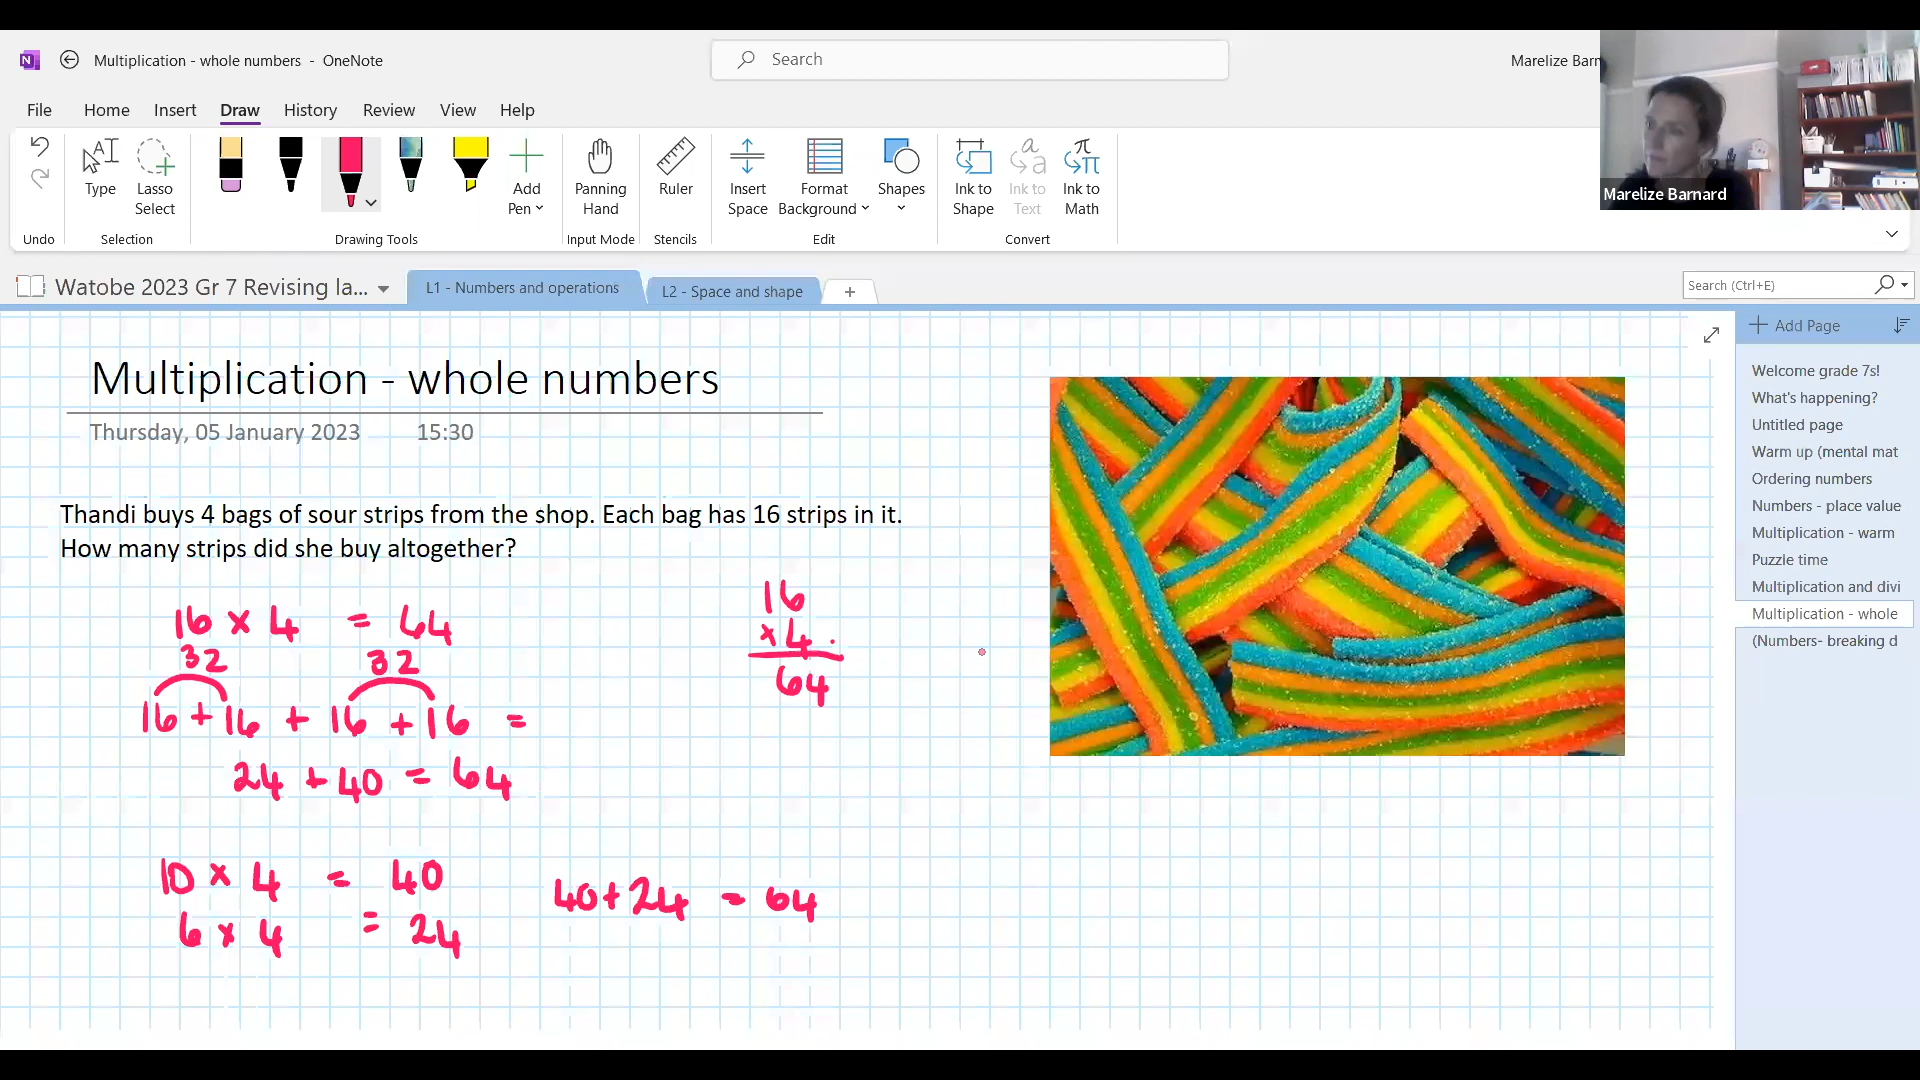 Multiplication - whole numbers - OneNote
Search
Marelize Barn
File Home Insert Draw History Review View Help
Type
Lasso Select
Add Pen
Panning Hand
Ruler
Insert Space
Format Background
Shapes
Ink to Shape
Ink to Text
Ink to Math
Marelize Barnard
Undo Selection Drawing Tools Input Mode Stencils Edit Convert
Watobe 2023 Gr 7 Revising la...
L1 - Numbers and operations
L2 - Space and shape
Search (Ctrl+E)
Add Page
Multiplication - whole numbers
Thursday, 05 January 2023 15:30
Thandi buys 4 bags of sour strips from the shop. Each bag has 16 strips in it.
How many strips did she buy altogether?
16 × 4 = 64
32 32
16 + 16 + 16 + 16 =
24 + 40 = 64
16
×4
64
10 × 4 = 40
6 × 4 = 24
40 + 24 = 64
Welcome grade 7s!
What's happening?
Untitled page
Warm up (mental mat
Ordering numbers
Numbers - place value
Multiplication - warm
Puzzle time
Multiplication and divi
Multiplication - whole
(Numbers- breaking d